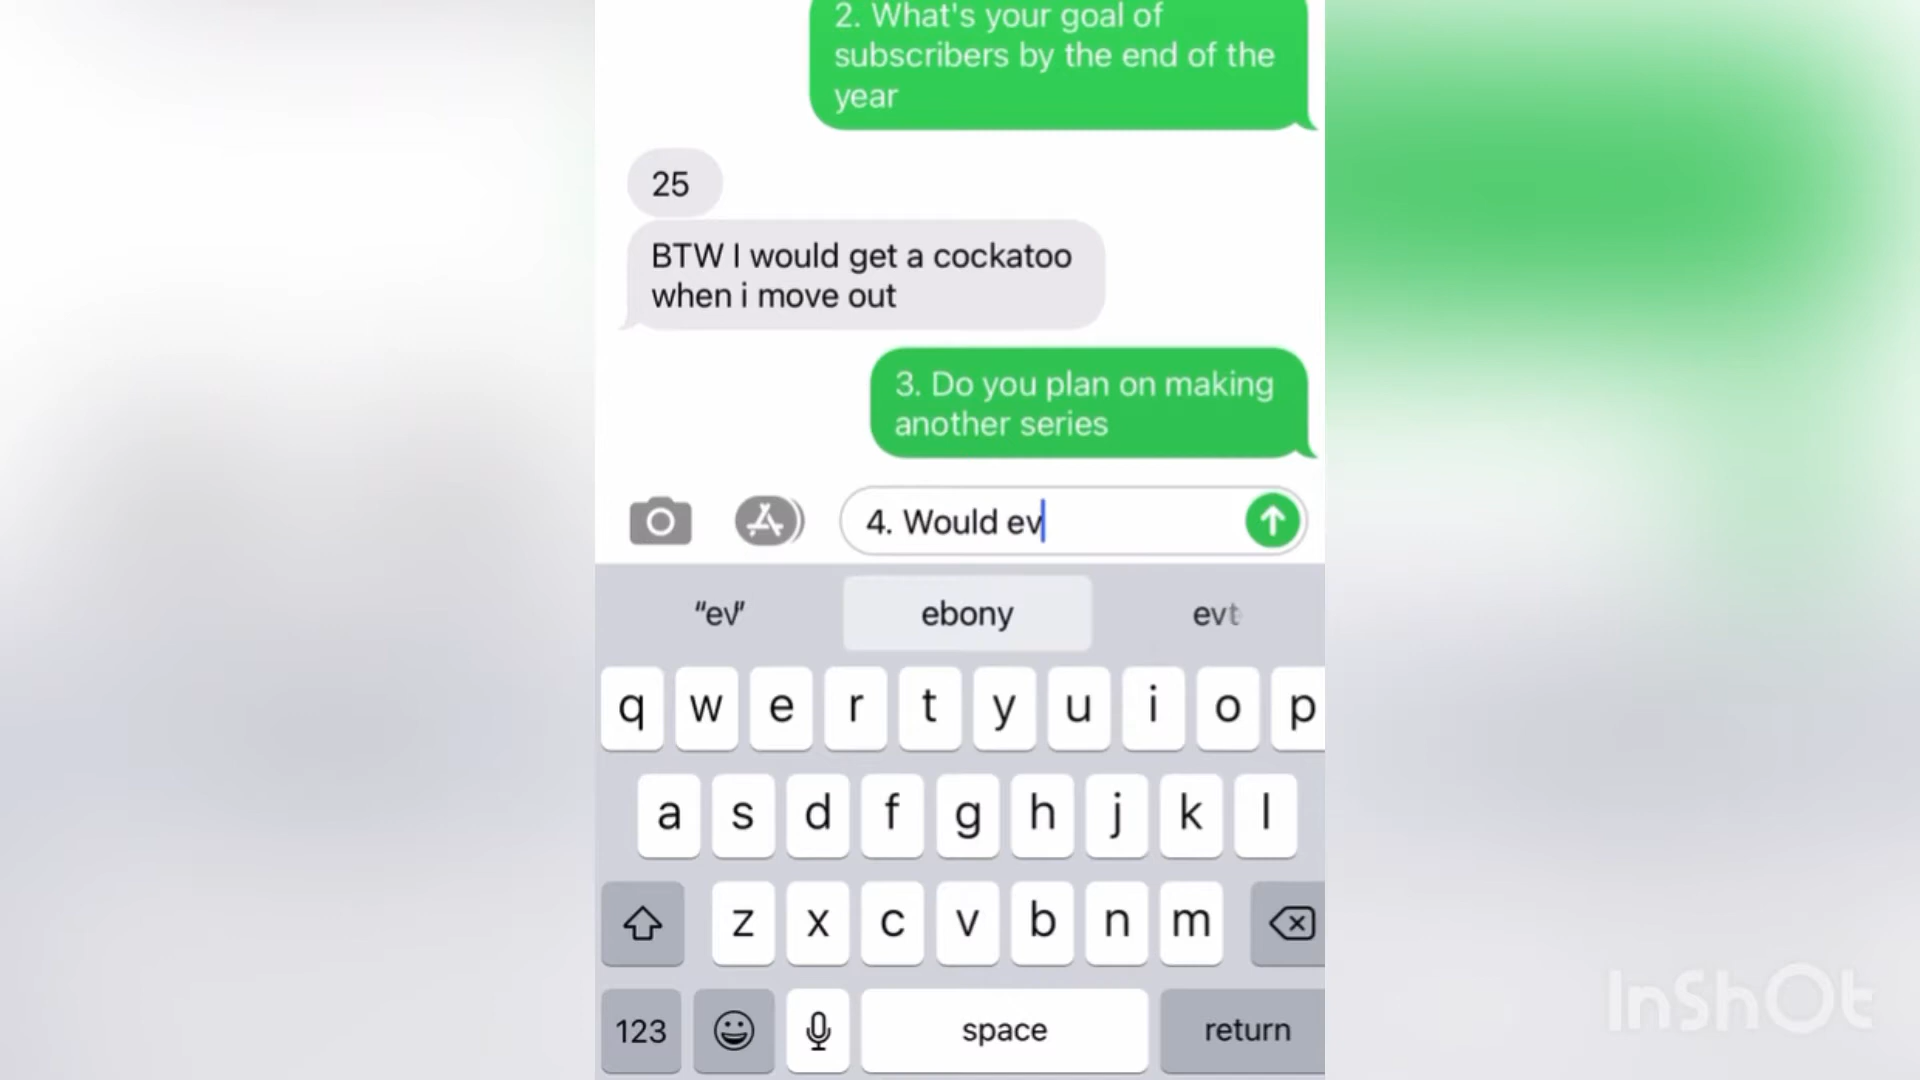 2. What's your goal of
subscribers by the end of the
year
25
BTW I would get a cockatoo
when i move out
3. Do you plan on making
another series
4. Would ev
“ev” ebony evt
q w e r t y u i o p
a s d f g h j k l
z x c v b n m
123 space return
InShOt